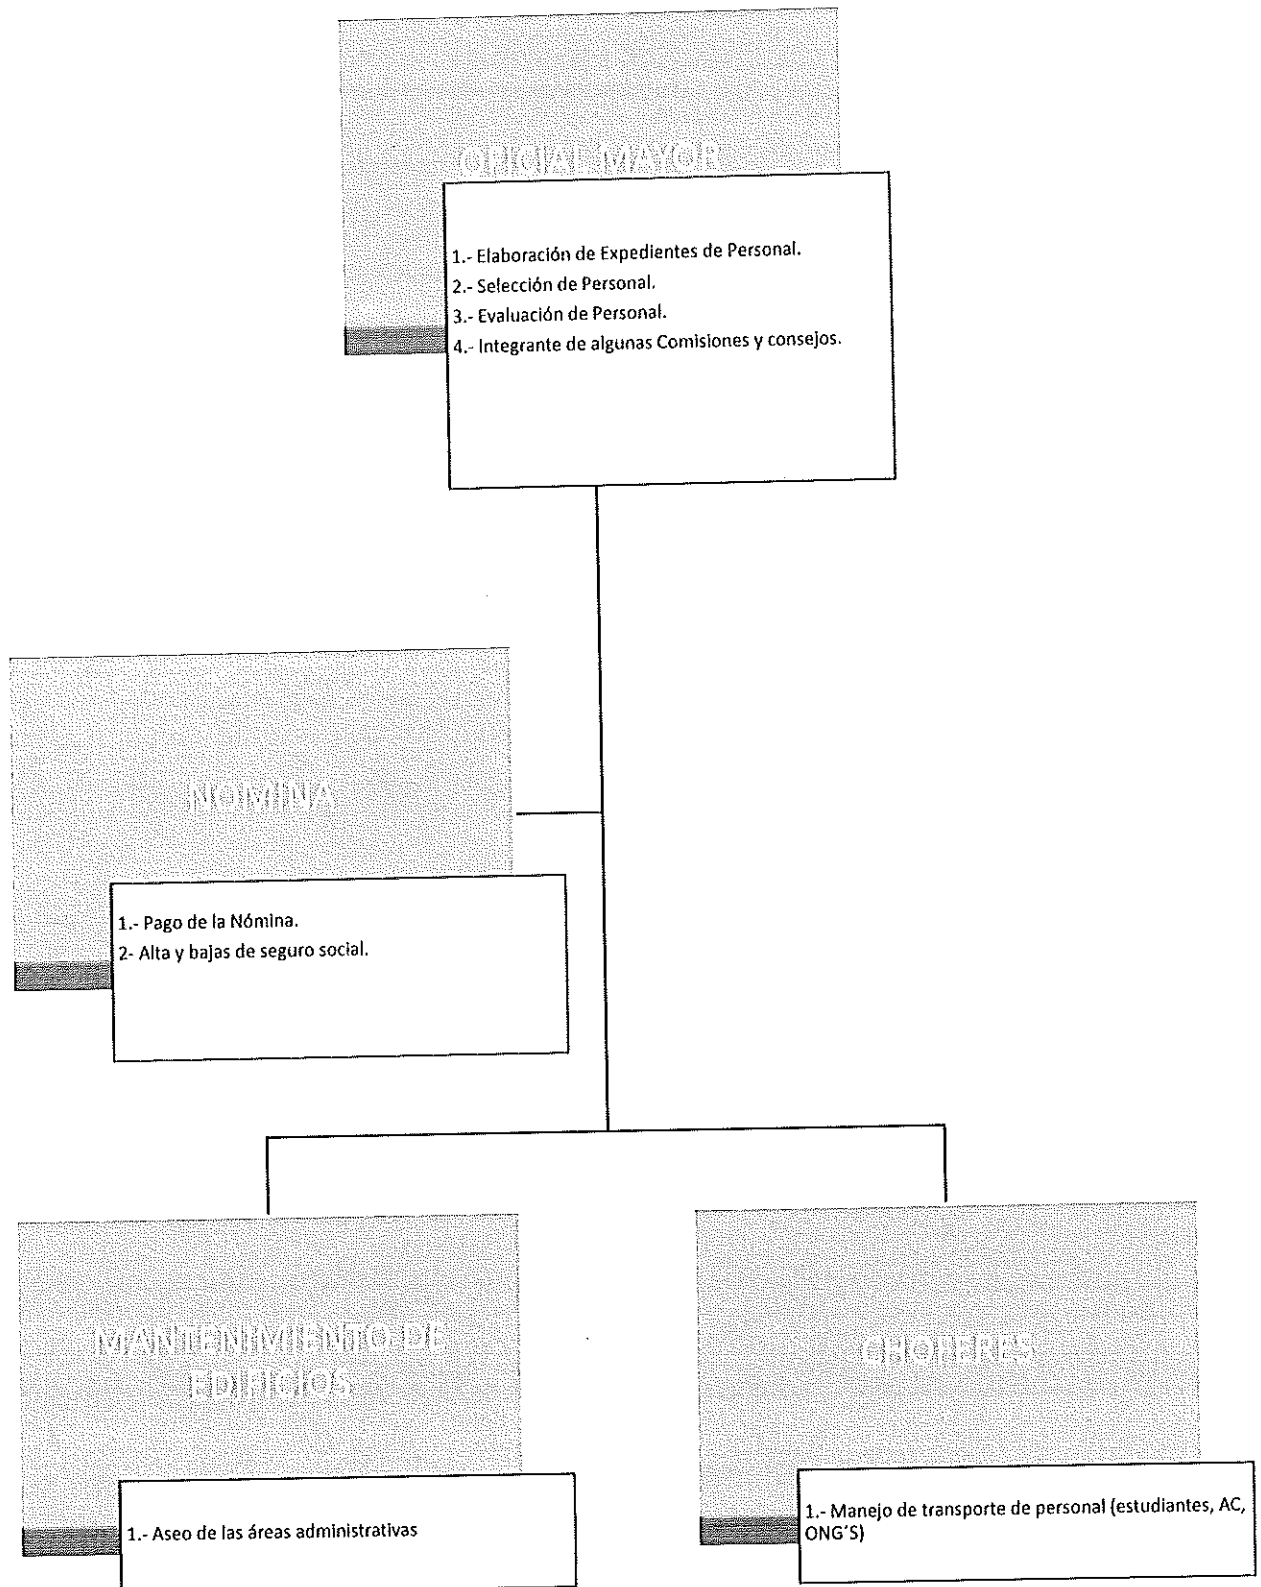 OFICIAL MAYOR
1.- Elaboración de Expedientes de Personal.
2.- Selección de Personal.
3.- Evaluación de Personal.
4.- Integrante de algunas Comisiones y consejos.
NOMINA
1.- Pago de la Nómina.
2- Alta y bajas de seguro social.
MANTENIMIENTO DE
EDIFICIOS
1.- Aseo de las áreas administrativas
CHOFERES
1.- Manejo de transporte de personal (estudiantes, AC,
ONG´S)